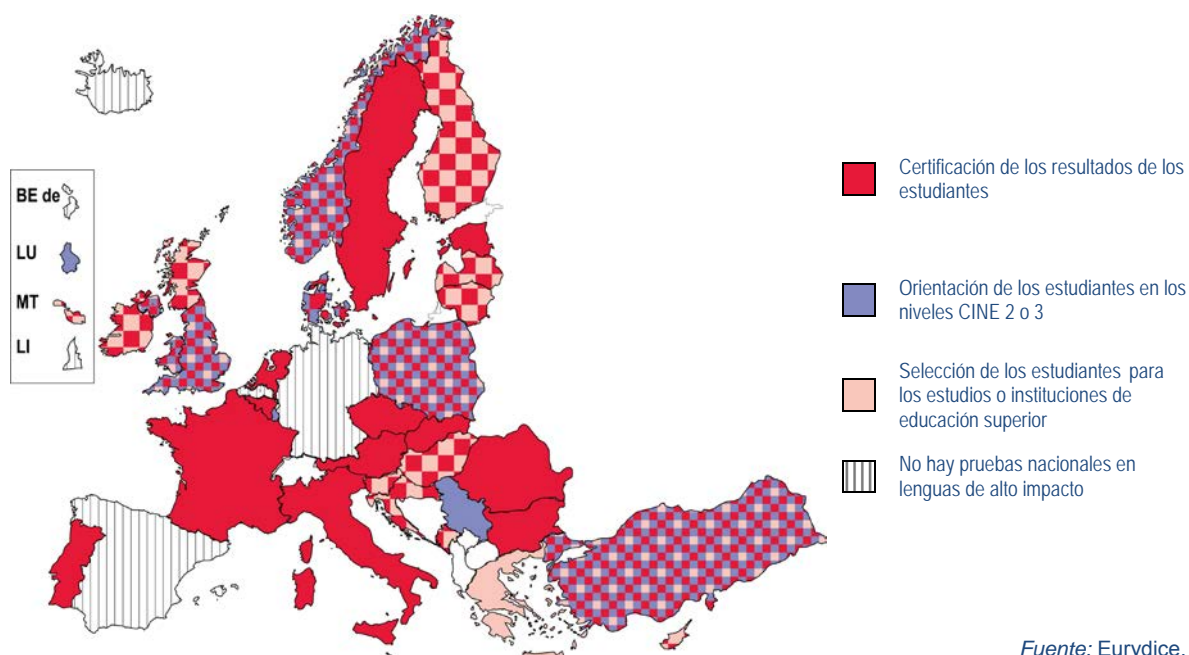 BE de
LU
MT
LI
Certificación de los resultados de los
estudiantes
Orientación de los estudiantes en los
niveles CINE 2 o 3
Selección de los estudiantes para
los estudios o instituciones de
educación superior
No hay pruebas nacionales en
lenguas de alto impacto
Fuente: Eurydice.